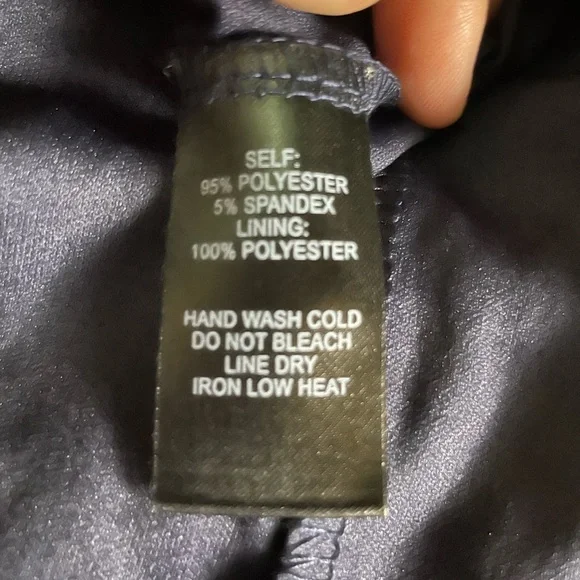 SELF:
95% POLYESTER
5% SPANDEX
LINING:
100% POLYESTER
HAND WASH COLD
DO NOT BLEACH
LINE DRY
IRON LOW HEAT